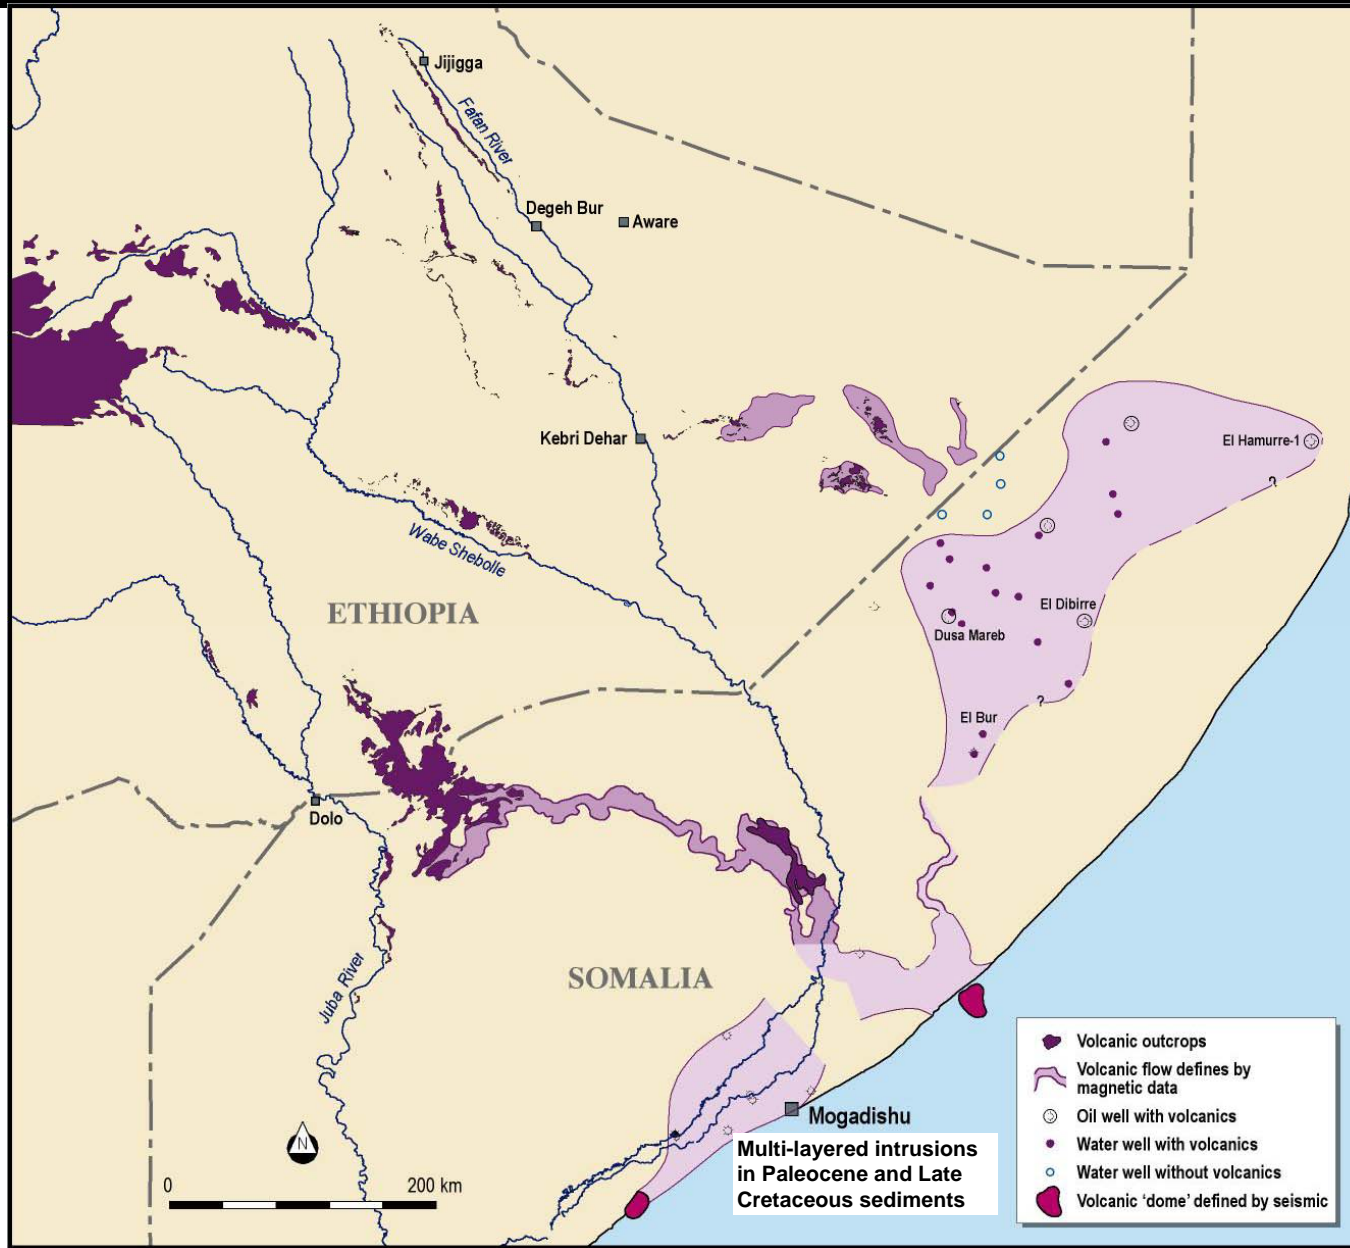 Jijigga
Fafan River
Degeh Bur
Aware
Kebri Dehar
El Hamurre-1
?
Wabe Shebolle
ETHIOPIA
El Dibirre
Dusa Mareb
?
El Bur
Dolo
SOMALIA
Juba River
Mogadishu
Multi-layered intrusions
in Paleocene and Late
Cretaceous sediments
N
0 200 km
Volcanic outcrops
Volcanic flow defines by
magnetic data
Oil well with volcanics
Water well with volcanics
Water well without volcanics
Volcanic ‘dome’ defined by seismic